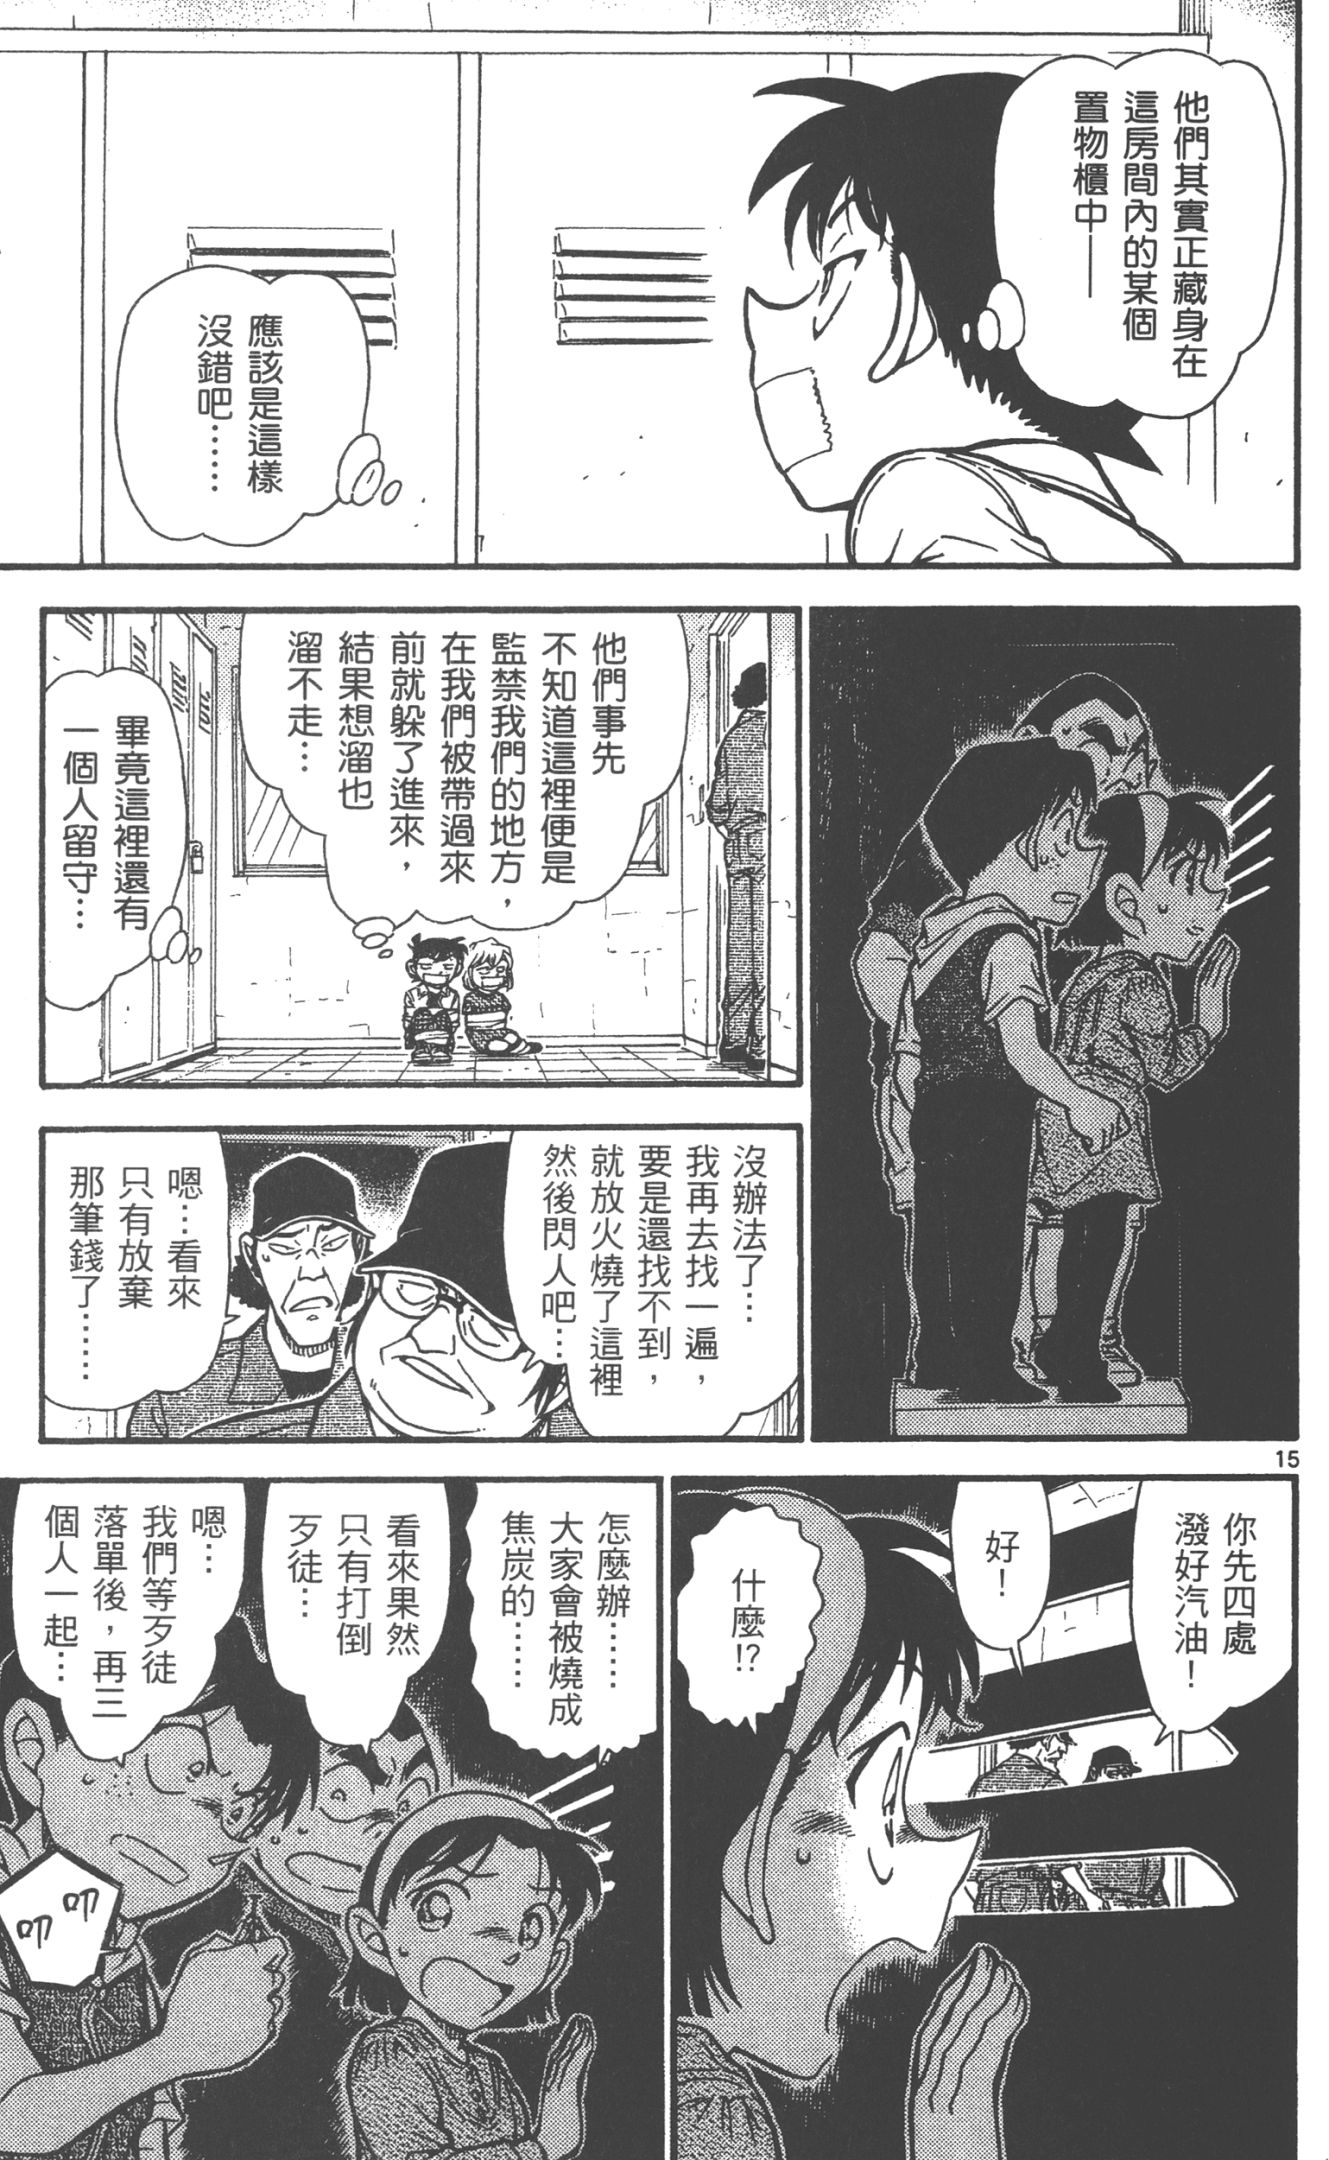 他們其實正藏身在
這房間內的某個
置物櫃中——
應該是這樣
沒錯吧……
他們事先
不知道這裡便是
監禁我們的地方，
在我們被帶過來
前就躲了進來，
結果想溜也
溜不走…
畢竟這裡還有
一個人留守…
沒辦法了…
我再去找一遍，
要是還找不到，
就放火燒了這裡
然後閃人吧…
嗯…看來
只有放棄
那筆錢了……
15
你先四處
潑好汽油！
好！
什麼!?
怎麼辦……
大家會被燒成
焦炭的……
看來果然
只有打倒
歹徒…
嗯…
我們等歹徒
落單後，再三
個人一起…
叩
叩